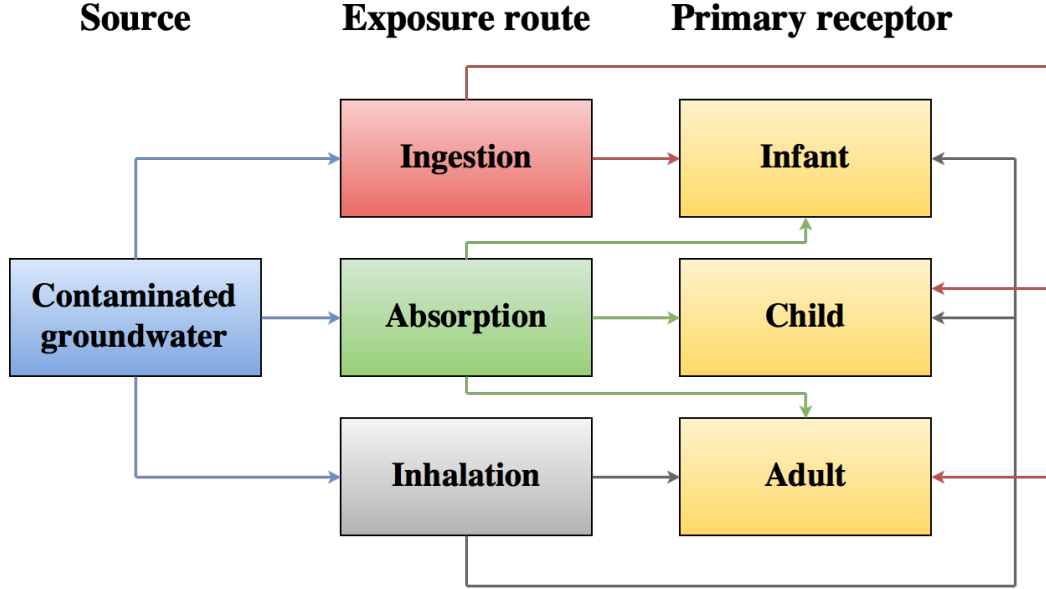 Source
Exposure route
Primary receptor
Ingestion
Infant
Contaminated
groundwater
Absorption
Child
Inhalation
Adult